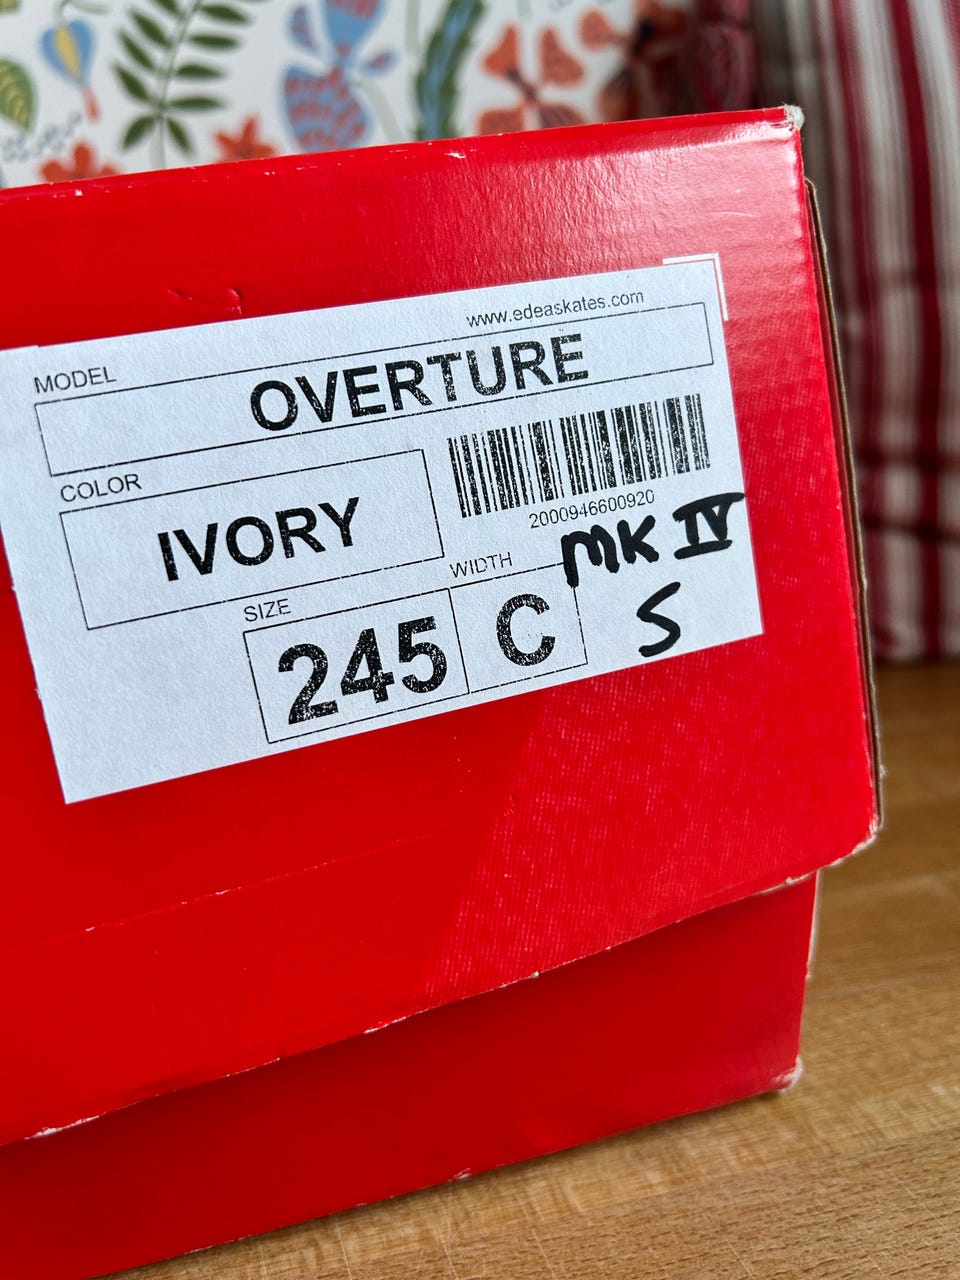 www.edeaskates.com
MODEL
OVERTURE
COLOR
IVORY
2000946600920
MK IV
WIDTH
SIZE
245
C
S